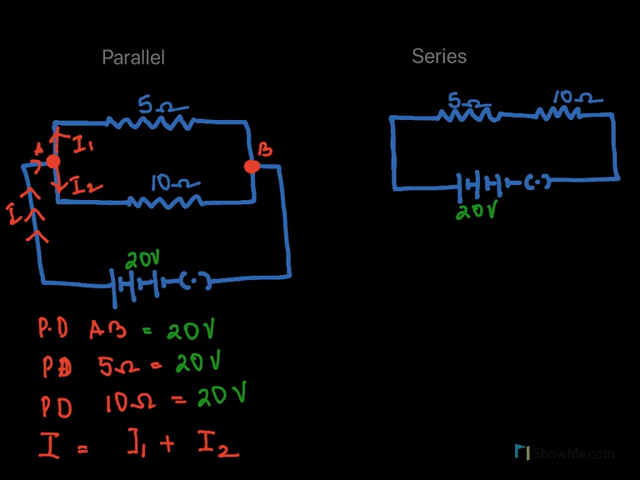 Parallel
Series
5Ω
5Ω 10Ω
A I₁
B
I₂ 10Ω
I
20V
20V
P.D AB = 20V
PD 5Ω = 20V
PD 10Ω = 20V
I = I₁ + I₂
ShowMe.com